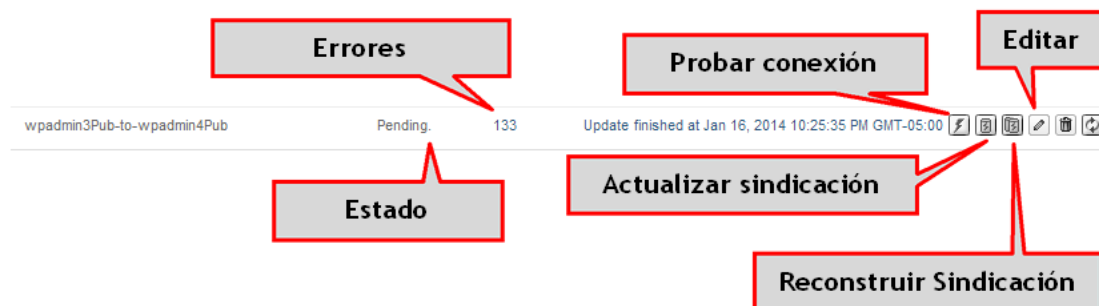 Editar
Errores
Probar conexión
wpadmin3Pub-to-wpadmin4Pub Pending. 133 Update finished at Jan 16, 2014 10:25:35 PM GMT-05:00
Actualizar sindicación
Estado
Reconstruir Sindicación